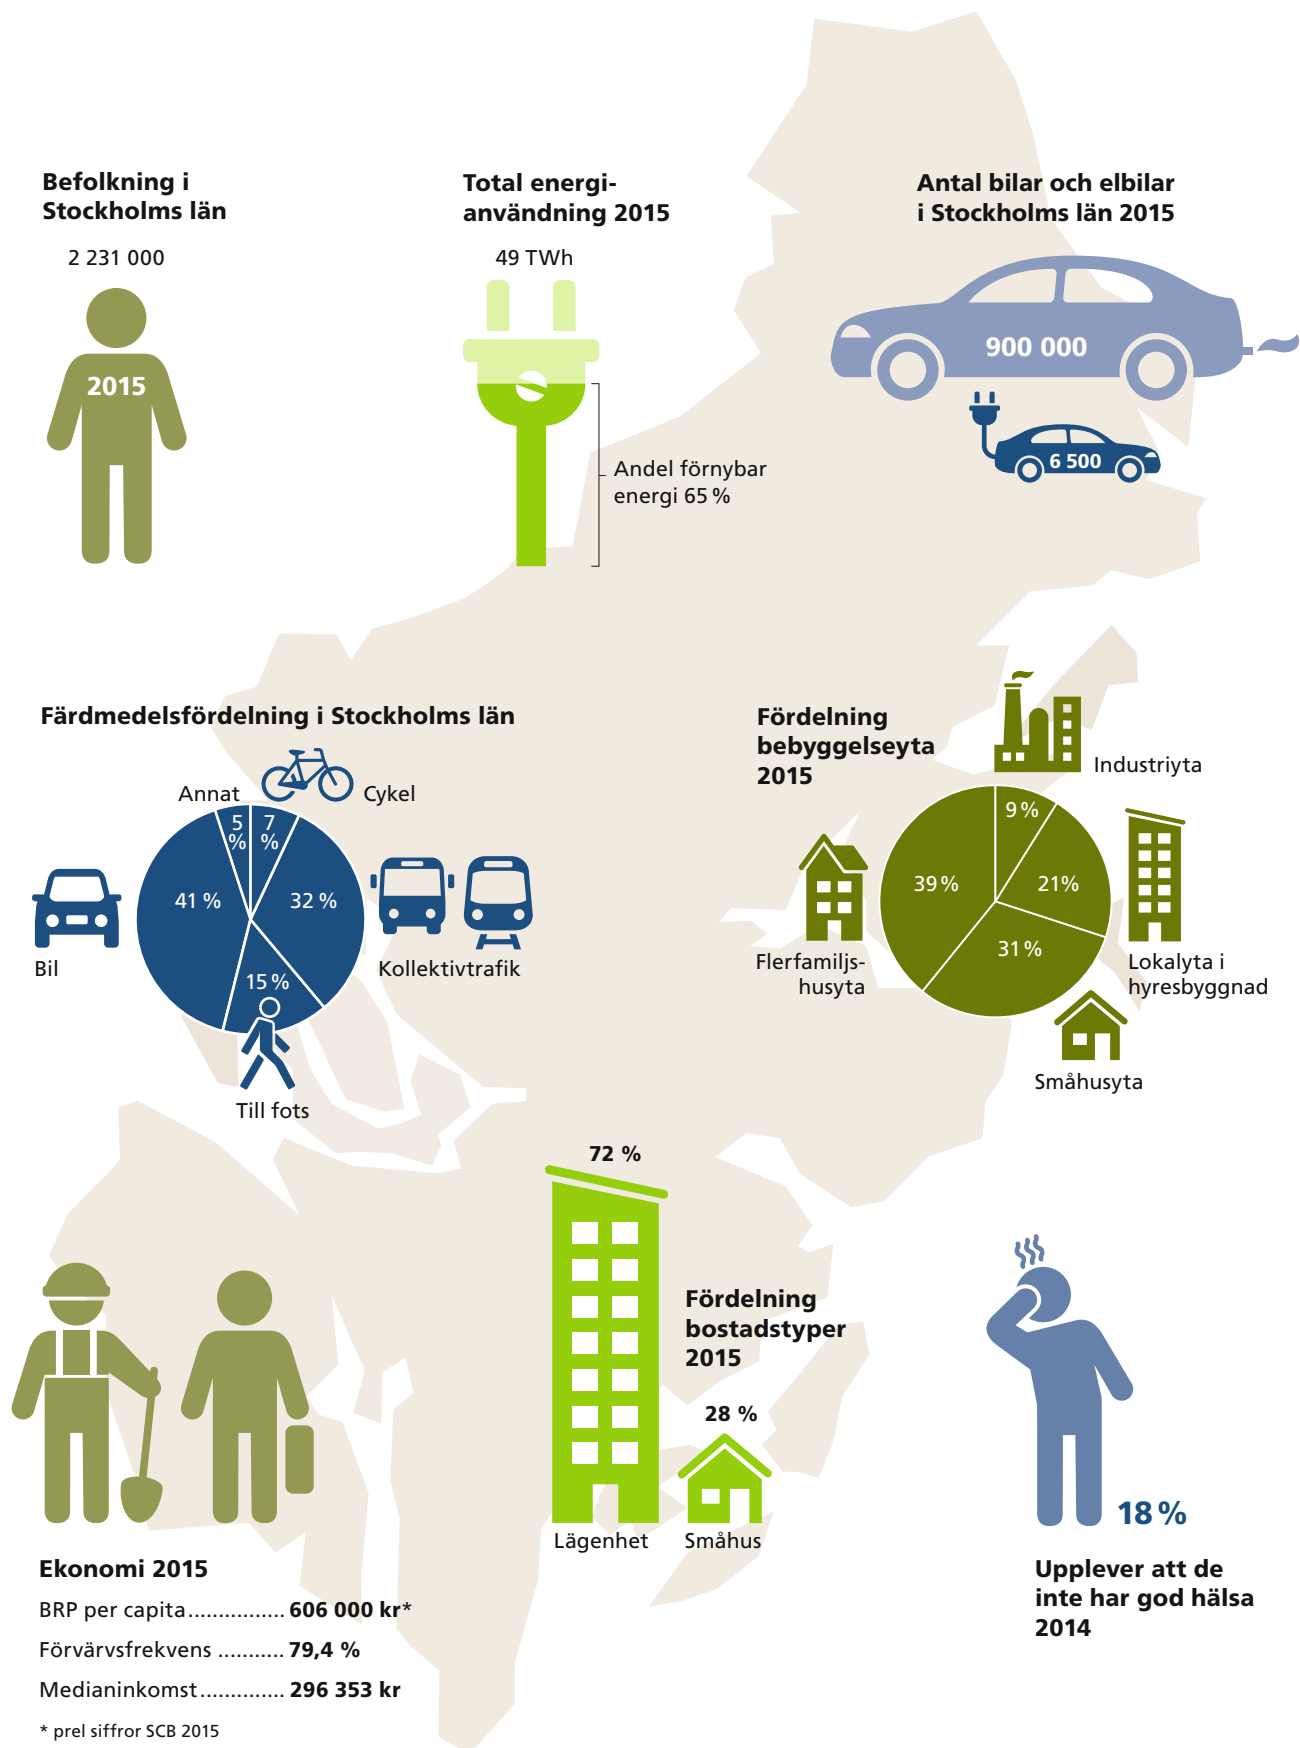 Befolkning i
Stockholms län
2 231 000
2015
Total energi-
användning 2015
49 TWh
Andel förnybar
energi 65 %
Antal bilar och elbilar
i Stockholms län 2015
900 000
6 500
Färdmedelsfördelning i Stockholms län
Annat
Cykel
5
%
7
%
41 %
32 %
15 %
Bil
Kollektivtrafik
Till fots
Fördelning
bebyggelseyta
2015
Industriyta
9 %
39 %
21%
31 %
Flerfamiljs-
husyta
Lokalyta i
hyresbyggnad
Småhusyta
72 %
Fördelning
bostadstyper
2015
28 %
Lägenhet
Småhus
18 %
Upplever att de
inte har god hälsa
2014
Ekonomi 2015
BRP per capita................ 606 000 kr*
Förvärvsfrekvens ........... 79,4 %
Medianinkomst.............. 296 353 kr
* prel siffror SCB 2015